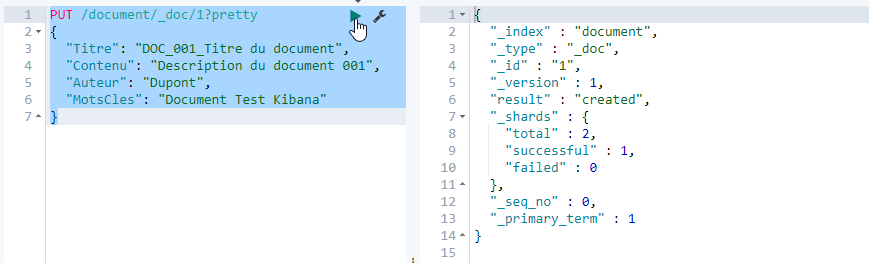 1 PUT /document/_doc/1?pretty
2 {
3 "Titre": "DOC_001_Titre du document",
4 "Contenu": "Description du document 001",
5 "Auteur": "Dupont",
6 "MotsCles": "Document Test Kibana"
7 }
1 {
2 "_index" : "document",
3 "_type" : "_doc",
4 "_id" : "1",
5 "_version" : 1,
6 "result" : "created",
7 "_shards" : {
8 "total" : 2,
9 "successful" : 1,
10 "failed" : 0
11 },
12 "_seq_no" : 0,
13 "_primary_term" : 1
14 }
15